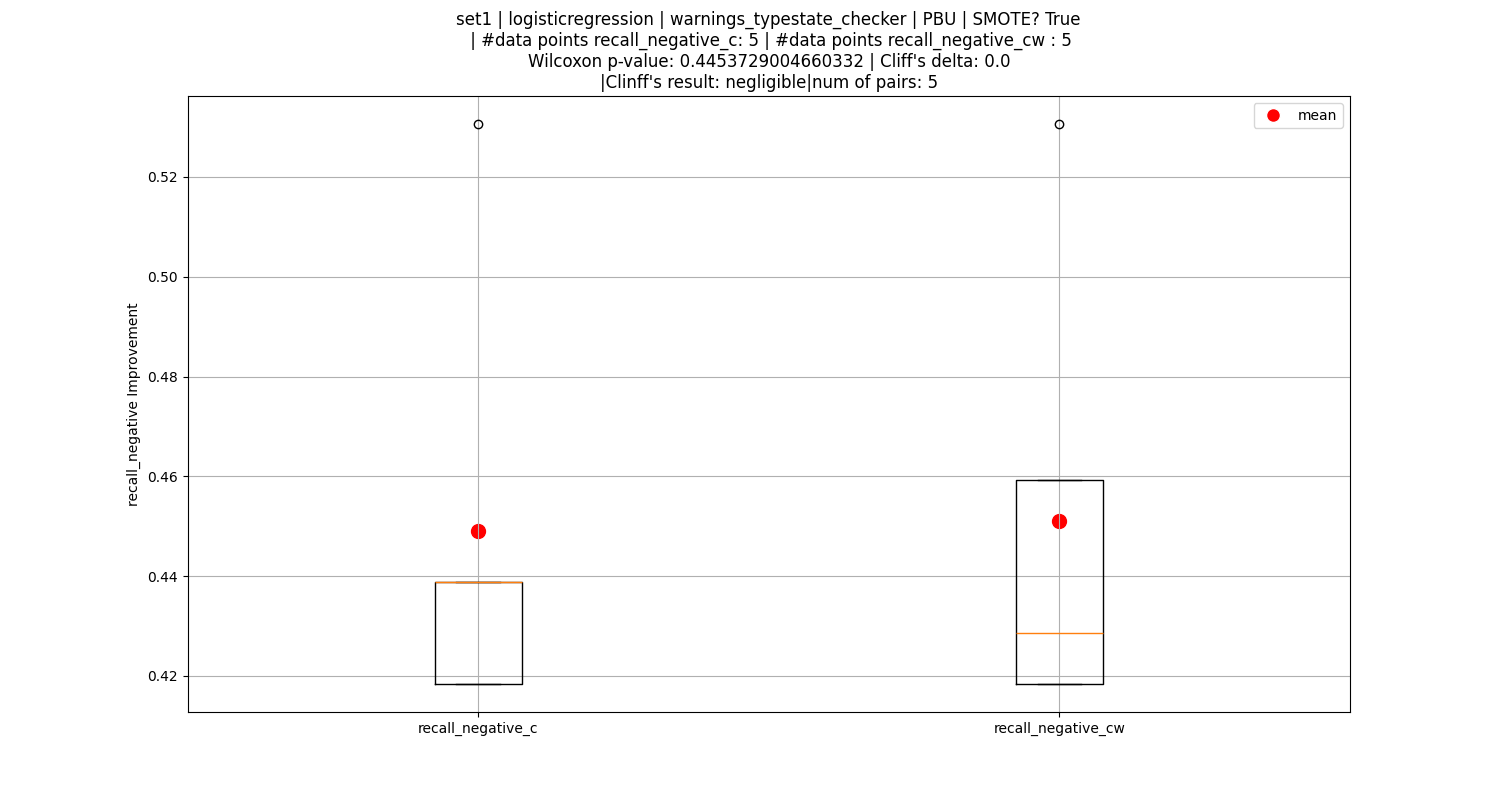 set1 | logisticregression | warnings_typestate_checker | PBU | SMOTE? True
| #data points recall_negative_c: 5 | #data points recall_negative_cw : 5
Wilcoxon p-value: 0.4453729004660332 | Cliff's delta: 0.0
|Clinff's result: negligible|num of pairs: 5
mean
0.52
0.50
0.48
0.46
0.44
0.42
recall_negative Improvement
recall_negative_c
recall_negative_cw